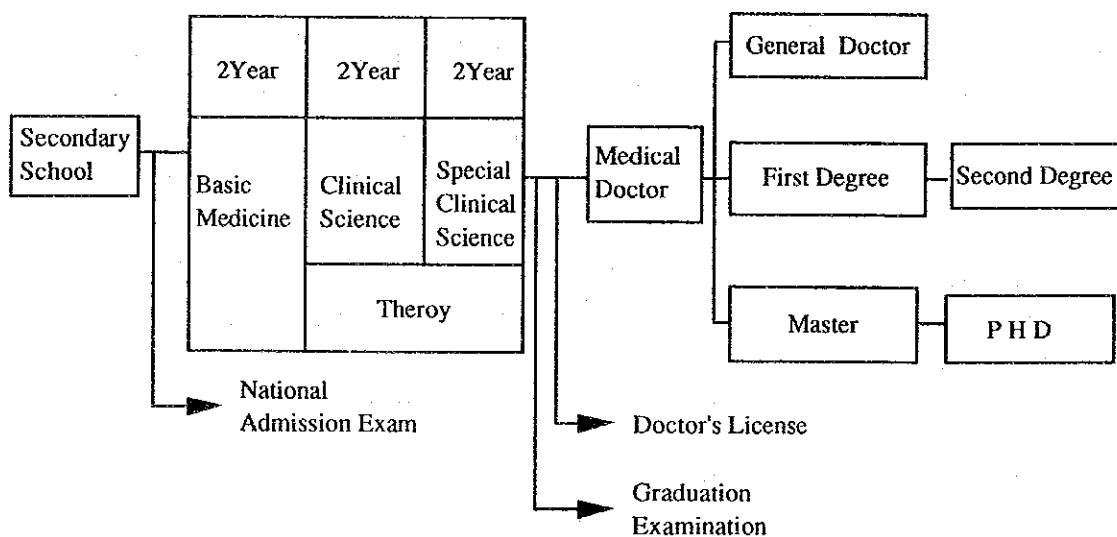 Secondary
School
2Year
2Year
2Year
Basic
Medicine
Clinical
Science
Special
Clinical
Science
Theroy
National
Admission Exam
Medical
Doctor
Doctor's License
Graduation
Examination
General Doctor
First Degree
Second Degree
Master
P H D